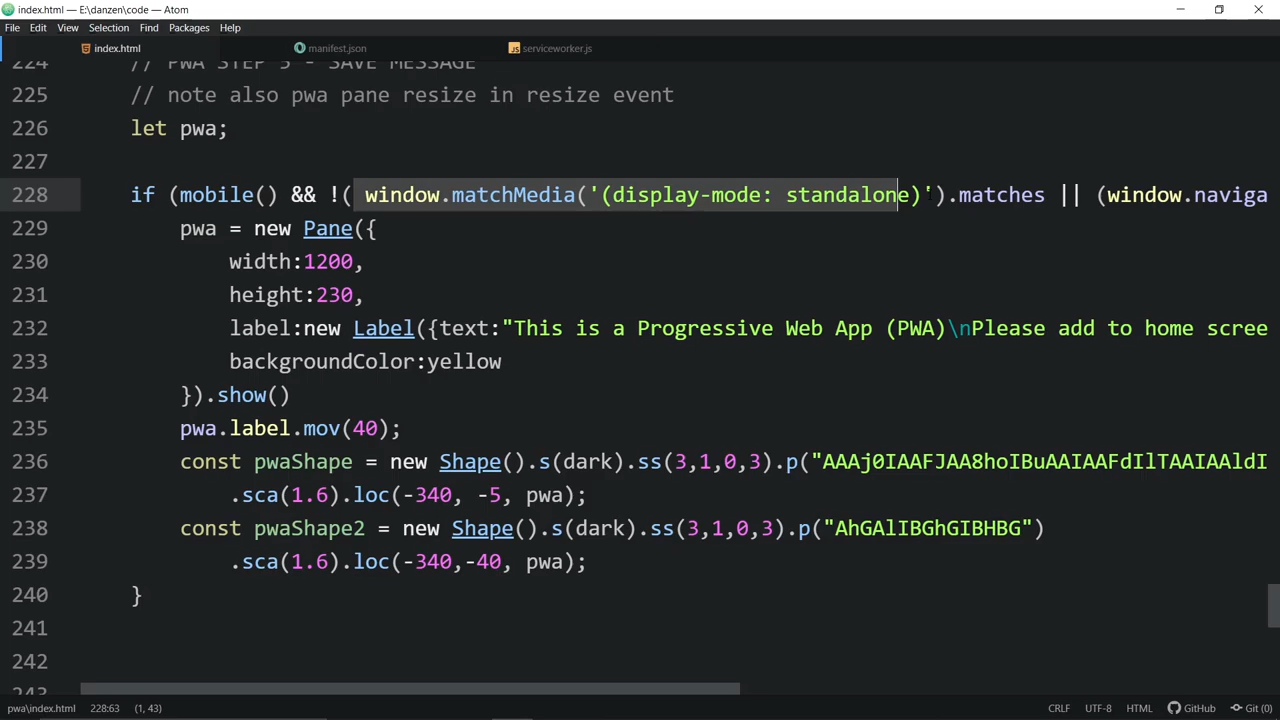 index.html — E:\danzen\code — Atom
File Edit View Selection Find Packages Help
index.html manifest.json serviceworker.js
224 // PWA STEP 5 - SAVE MESSAGE
225 // note also pwa pane resize in resize event
226 let pwa;
227
228 if (mobile() && !( window.matchMedia('(display-mode: standalone)').matches || (window.naviga
229 pwa = new Pane({
230 width:1200,
231 height:230,
232 label:new Label({text:"This is a Progressive Web App (PWA)\nPlease add to home scree
233 backgroundColor:yellow
234 }).show()
235 pwa.label.mov(40);
236 const pwaShape = new Shape().s(dark).ss(3,1,0,3).p("AAAj0IAAFJAA8hoIBuAAIAAFdIlTAAIAAldI
237 .sca(1.6).loc(-340, -5, pwa);
238 const pwaShape2 = new Shape().s(dark).ss(3,1,0,3).p("AhGAlIBGhGIBHBG")
239 .sca(1.6).loc(-340,-40, pwa);
240 }
241
242
243
pwa\index.html 228:63 (1, 43) CRLF UTF-8 HTML GitHub Git (0)